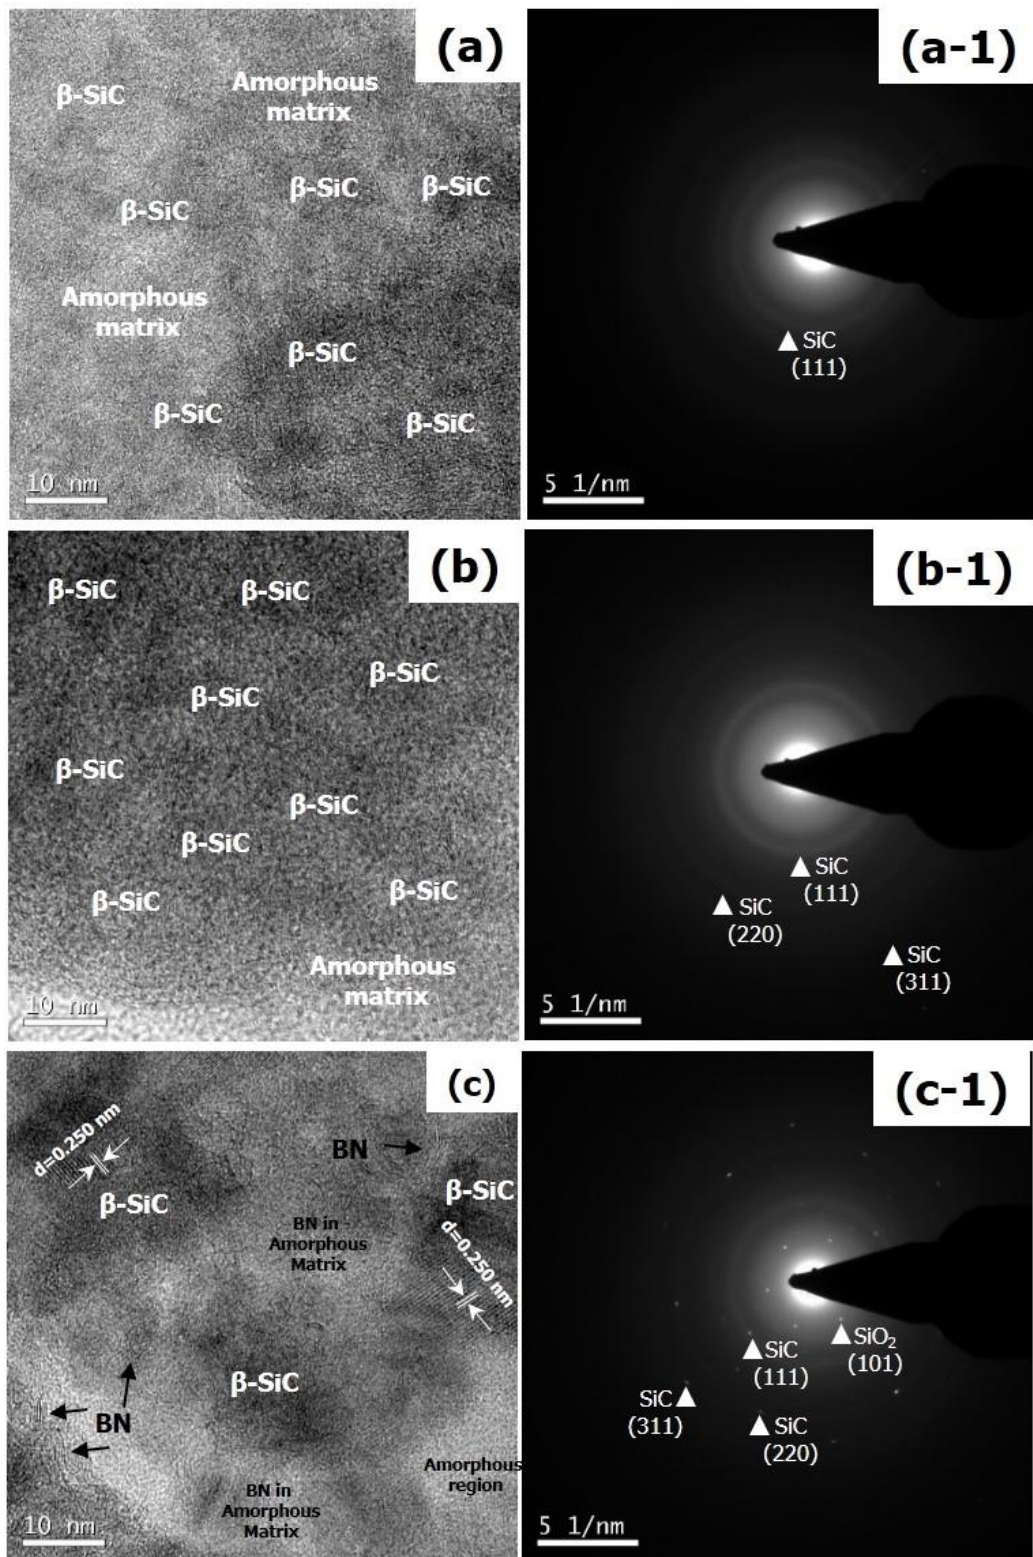 (a)
β-SiC
Amorphous
matrix
β-SiC
β-SiC
β-SiC
Amorphous
matrix
β-SiC
β-SiC
β-SiC
10 nm
(a-1)
SiC
(111)
5 1/nm
(b)
β-SiC
β-SiC
β-SiC
β-SiC
β-SiC
β-SiC
β-SiC
β-SiC
β-SiC
Amorphous
matrix
10 nm
(b-1)
SiC
(111)
SiC
(220)
SiC
(311)
5 1/nm
(c)
d=0.250 nm
BN
β-SiC
β-SiC
BN in
Amorphous
Matrix
d=0.250 nm
β-SiC
BN
Amorphous
region
BN in
Amorphous
Matrix
10 nm
(c-1)
SiO₂
(101)
SiC
(111)
SiC
(311)
SiC
(220)
5 1/nm